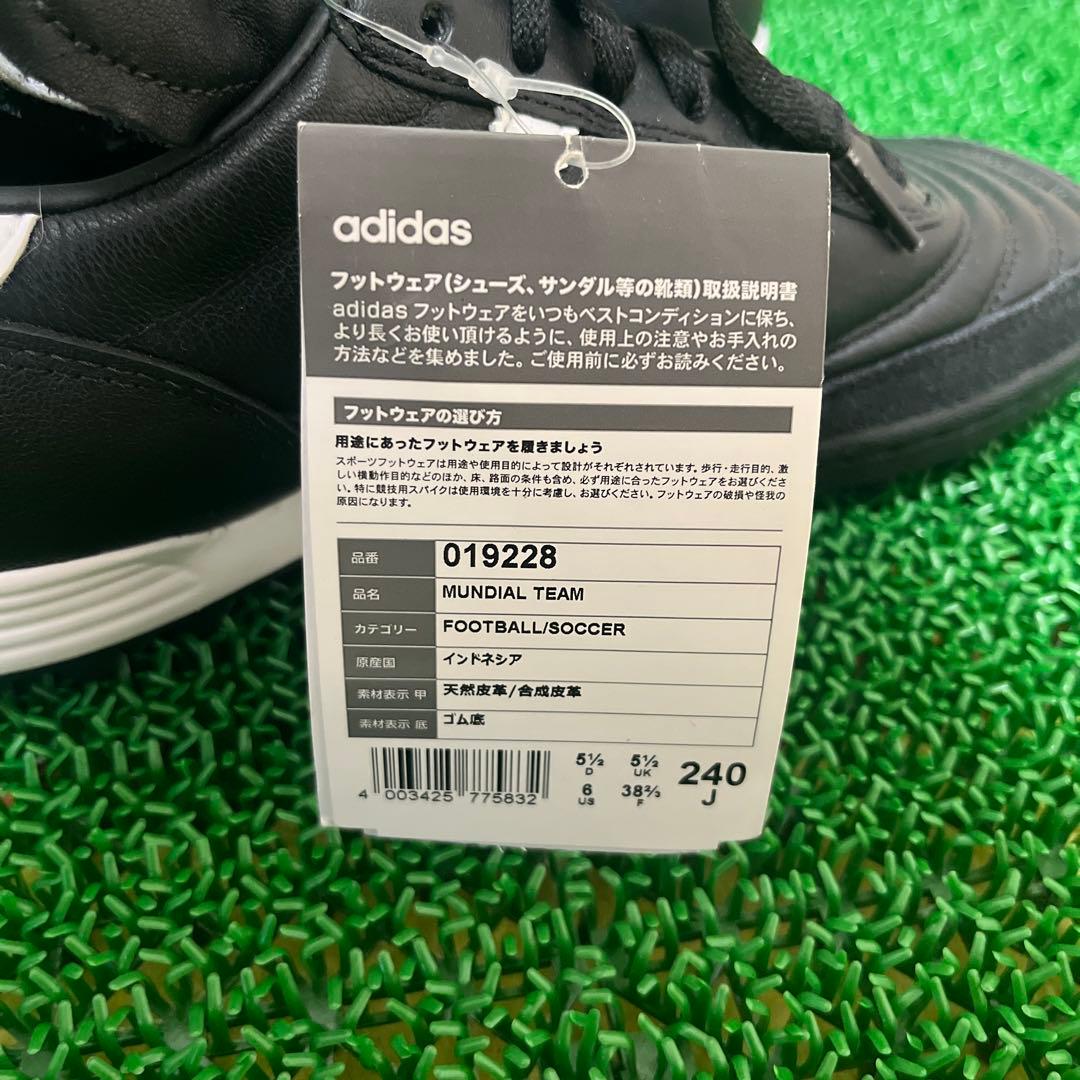 adidas
フットウェア(シューズ、サンダル等の靴類)取扱説明書
adidas フットウェアをいつもベストコンディションに保ち、
より長くお使い頂けるように、使用上の注意やお手入れの
方法などを集めました。ご使用前に必ずお読みください。
フットウェアの選び方
用途にあったフットウェアを履きましょう
スポーツフットウェアは用途や使用目的によって設計がそれぞれされています。歩行・走行目的、激
しい横動作目的などのほか、床、路面の条件も含め、必ず用途に合ったフットウェアをお選びくださ
い。特に競技用スパイクは使用環境を十分に考慮し、お選びください。フットウェアの破損や怪我の
原因になります。
品番 019228
品名 MUNDIAL TEAM
カテゴリー FOOTBALL/SOCCER
原産国 インドネシア
素材表示 甲 天然皮革/合成皮革
素材表示 底 ゴム底
5½ 5½ 240
D UK J
6 38⅔
US F
4 003425 775832